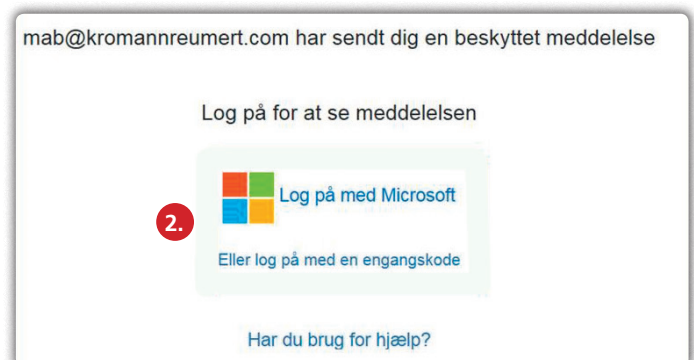 mab@kromannreumert.com har sendt dig en beskyttet meddelelse
Log på for at se meddelelsen
Log på med Microsoft
2.
Eller log på med en engangskode
Har du brug for hjælp?